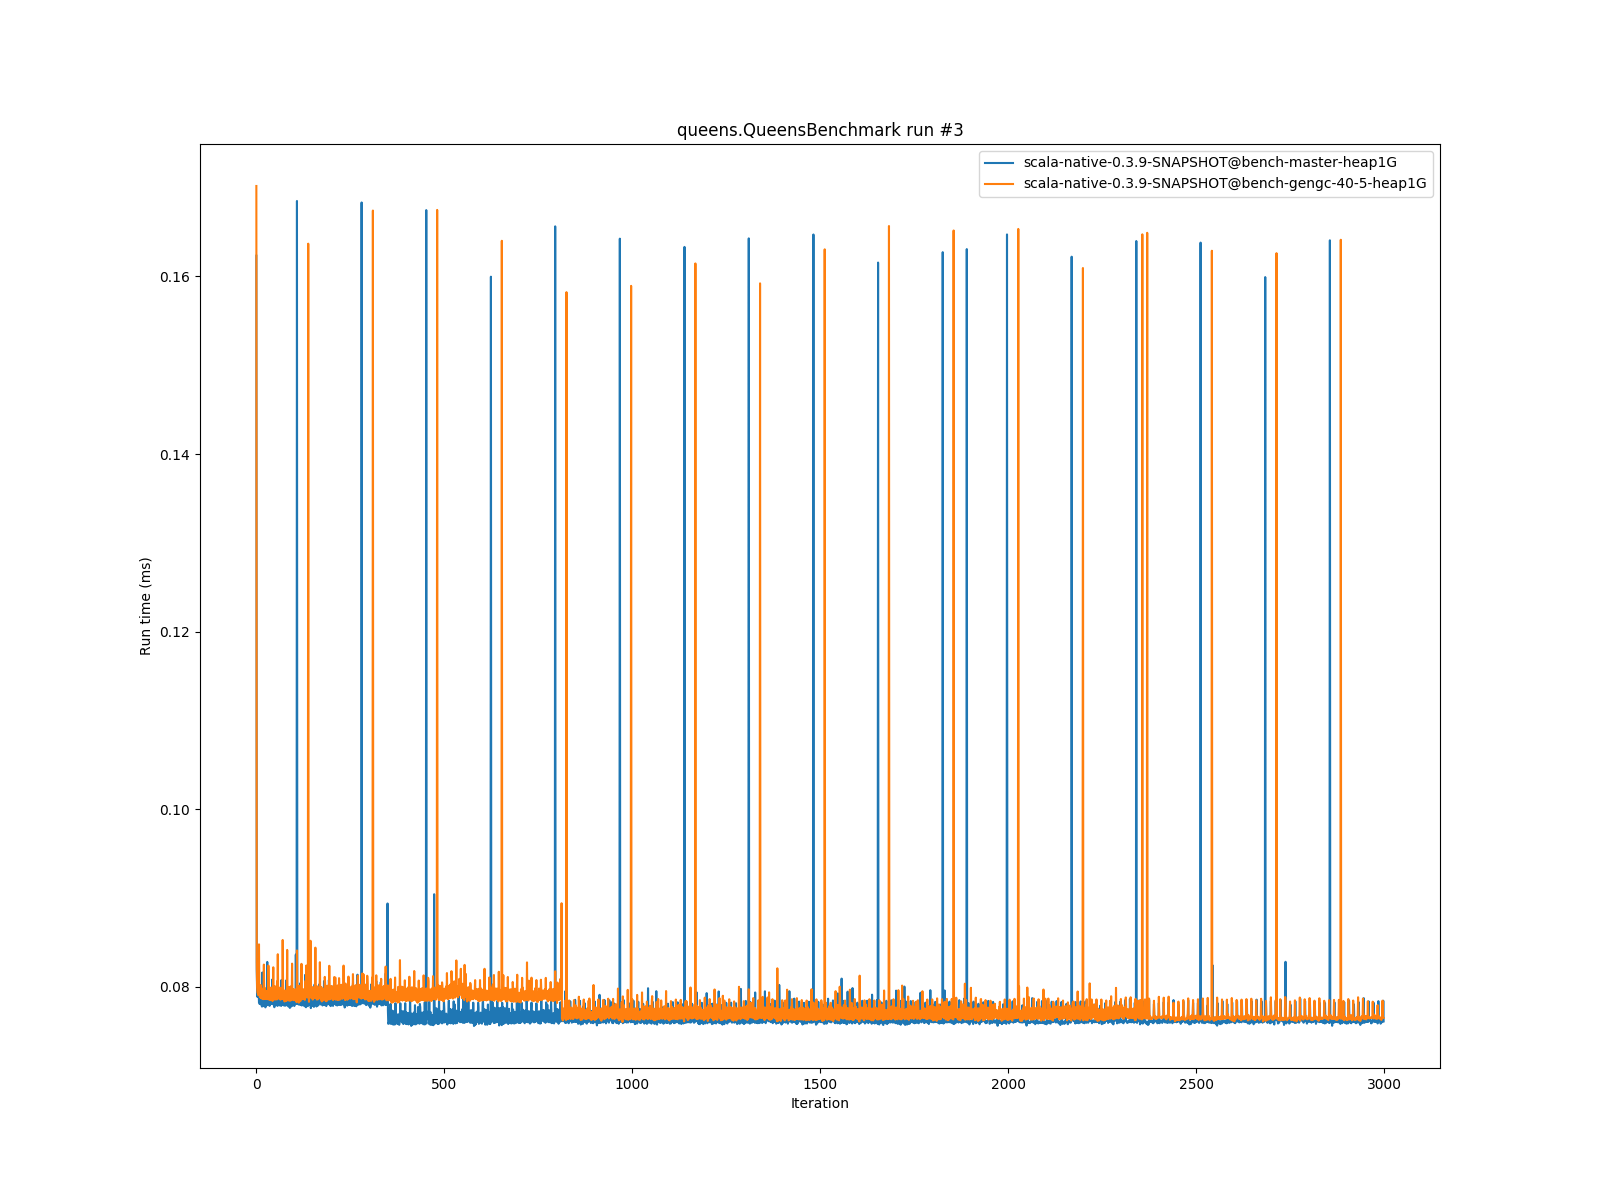 queens.QueensBenchmark run #3
scala-native-0.3.9-SNAPSHOT@bench-master-heap1G
scala-native-0.3.9-SNAPSHOT@bench-gengc-40-5-heap1G
Run time (ms)
0.16
0.14
0.12
0.10
0.08
0 500 1000 1500 2000 2500 3000
Iteration